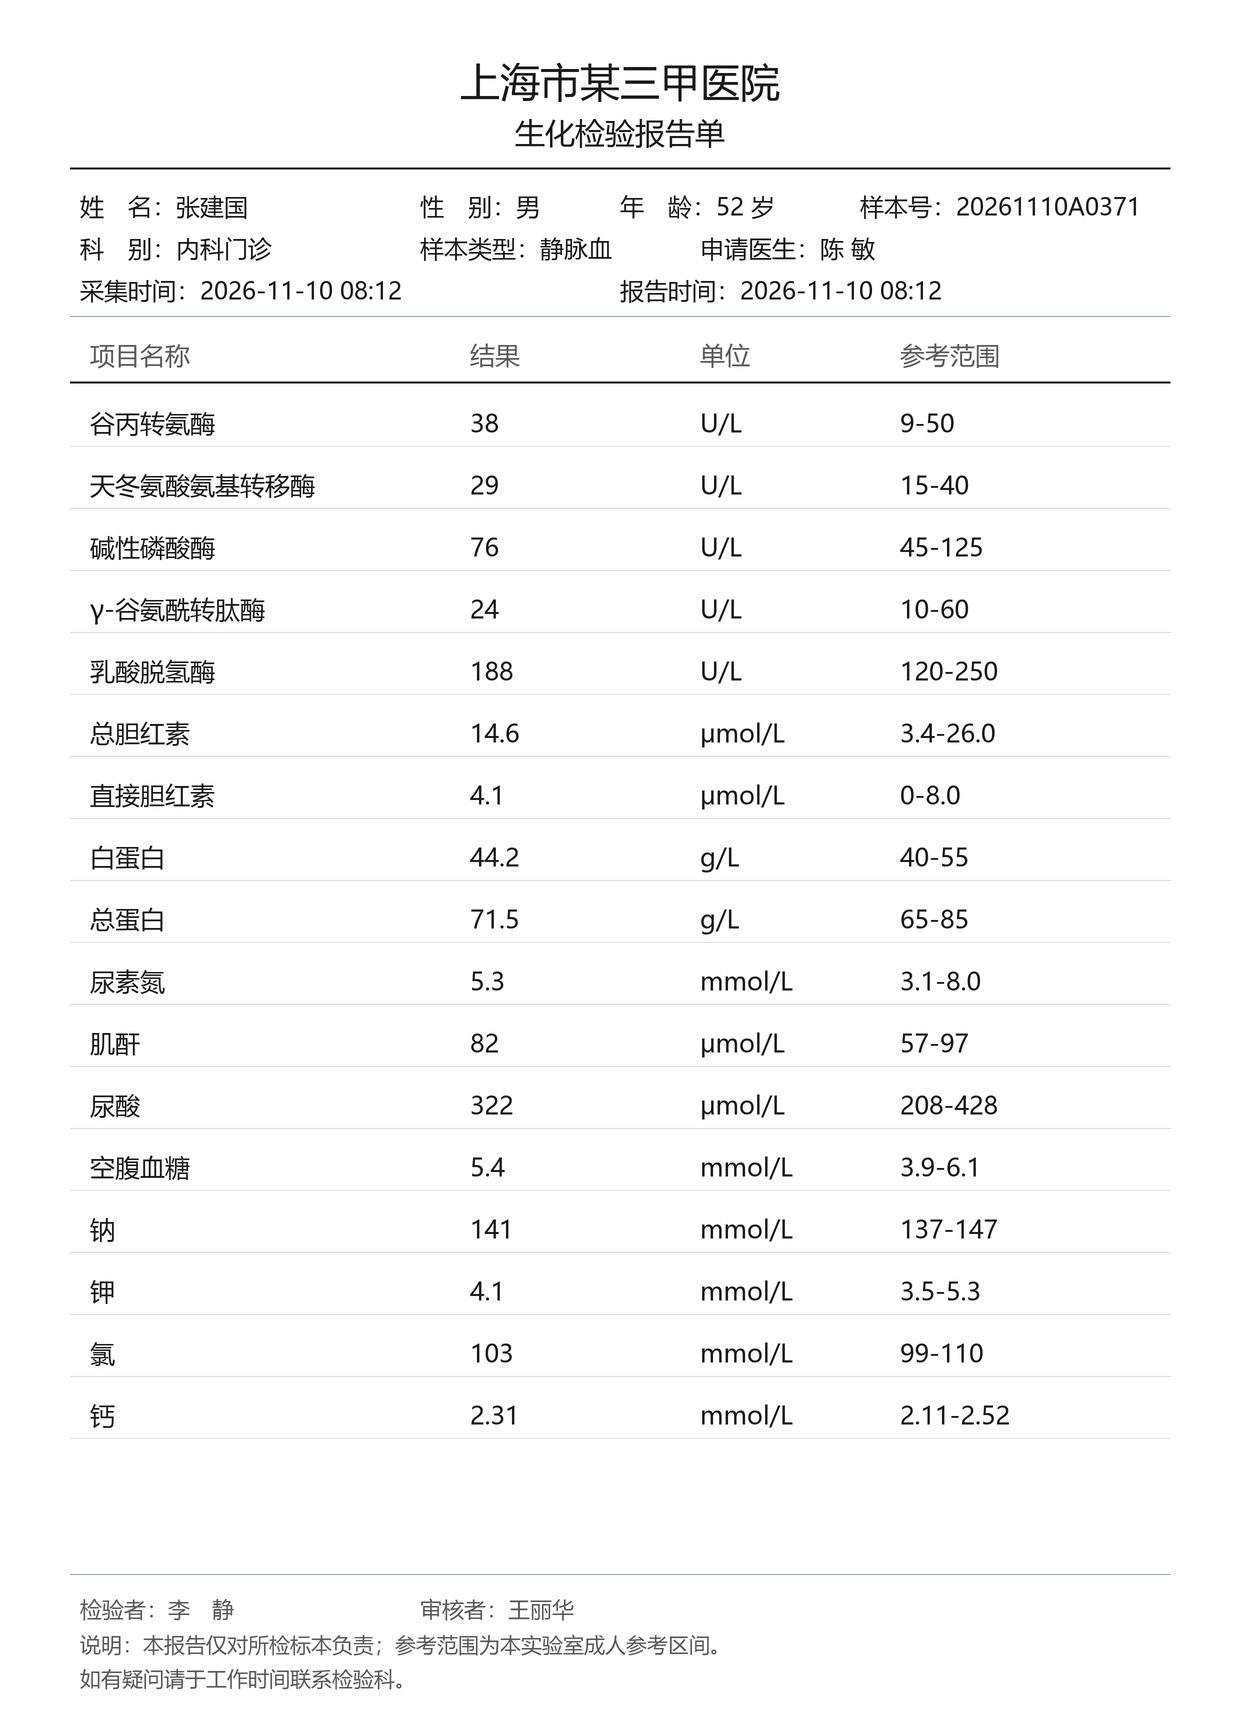 上海市某三甲医院
生化检验报告单
姓　名：张建国 性　别：男 年　龄：52 岁 样本号：20261110A0371
科　别：内科门诊 样本类型：静脉血 申请医生：陈 敏
采集时间：2026-11-10 08:12 报告时间：2026-11-10 08:12
项目名称 结果 单位 参考范围
谷丙转氨酶 38 U/L 9-50
天冬氨酸氨基转移酶 29 U/L 15-40
碱性磷酸酶 76 U/L 45-125
γ-谷氨酰转肽酶 24 U/L 10-60
乳酸脱氢酶 188 U/L 120-250
总胆红素 14.6 μmol/L 3.4-26.0
直接胆红素 4.1 μmol/L 0-8.0
白蛋白 44.2 g/L 40-55
总蛋白 71.5 g/L 65-85
尿素氮 5.3 mmol/L 3.1-8.0
肌酐 82 μmol/L 57-97
尿酸 322 μmol/L 208-428
空腹血糖 5.4 mmol/L 3.9-6.1
钠 141 mmol/L 137-147
钾 4.1 mmol/L 3.5-5.3
氯 103 mmol/L 99-110
钙 2.31 mmol/L 2.11-2.52
检验者：李　静 审核者：王丽华
说明：本报告仅对所检标本负责；参考范围为本实验室成人参考区间。
如有疑问请于工作时间联系检验科。